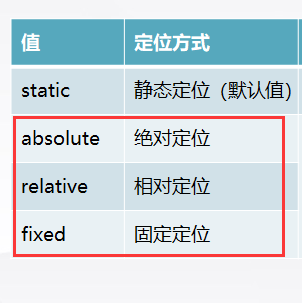 值 定位方式
static 静态定位（默认值）
absolute 绝对定位
relative 相对定位
fixed 固定定位